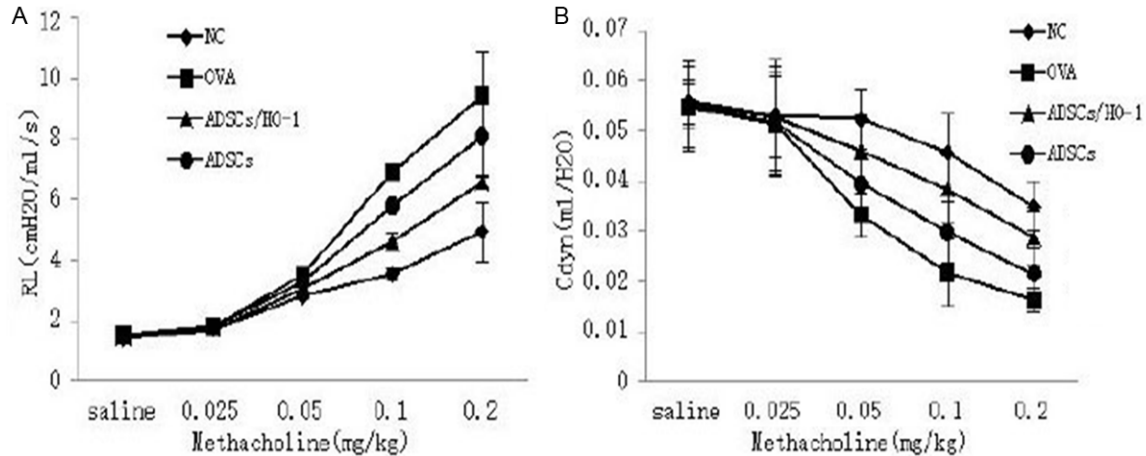 A
RL(cmH2O/ml/s)
12
10
8
6
4
2
0
NC
OVA
ADSCs/HO-1
ADSCs
saline 0.025 0.05 0.1 0.2
Methacholine(mg/kg)
B
Cdyn(ml/H2O)
0.07
0.06
0.05
0.04
0.03
0.02
0.01
0
NC
OVA
ADSCs/HO-1
ADSCs
saline 0.025 0.05 0.1 0.2
Methacholine(mg/kg)